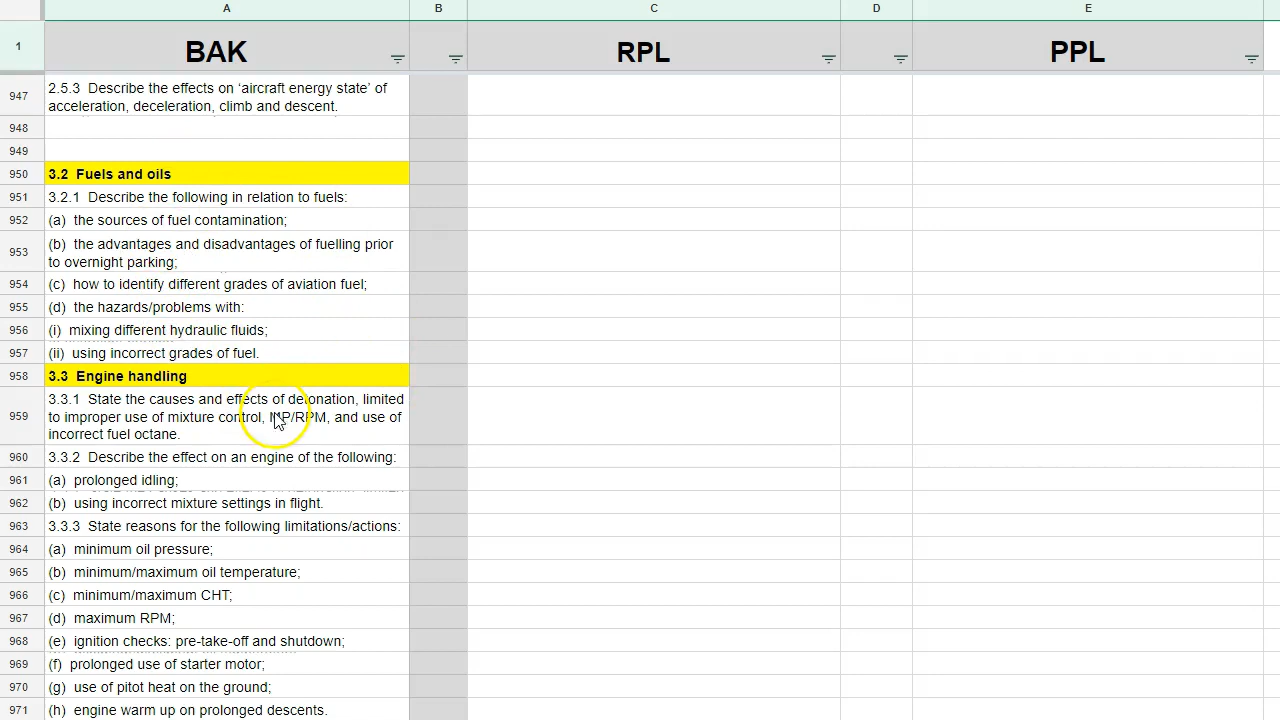 A B C D E
1 BAK RPL PPL
947 2.5.3 Describe the effects on ‘aircraft energy state’ of
acceleration, deceleration, climb and descent.
948
949
950 3.2 Fuels and oils
951 3.2.1 Describe the following in relation to fuels:
952 (a) the sources of fuel contamination;
953 (b) the advantages and disadvantages of fuelling prior
to overnight parking;
954 (c) how to identify different grades of aviation fuel;
955 (d) the hazards/problems with:
956 (i) mixing different hydraulic fluids;
957 (ii) using incorrect grades of fuel.
958 3.3 Engine handling
959 3.3.1 State the causes and effects of detonation, limited
to improper use of mixture control, MP/RPM, and use of
incorrect fuel octane.
960 3.3.2 Describe the effect on an engine of the following:
961 (a) prolonged idling;
962 (b) using incorrect mixture settings in flight.
963 3.3.3 State reasons for the following limitations/actions:
964 (a) minimum oil pressure;
965 (b) minimum/maximum oil temperature;
966 (c) minimum/maximum CHT;
967 (d) maximum RPM;
968 (e) ignition checks: pre-take-off and shutdown;
969 (f) prolonged use of starter motor;
970 (g) use of pitot heat on the ground;
971 (h) engine warm up on prolonged descents.